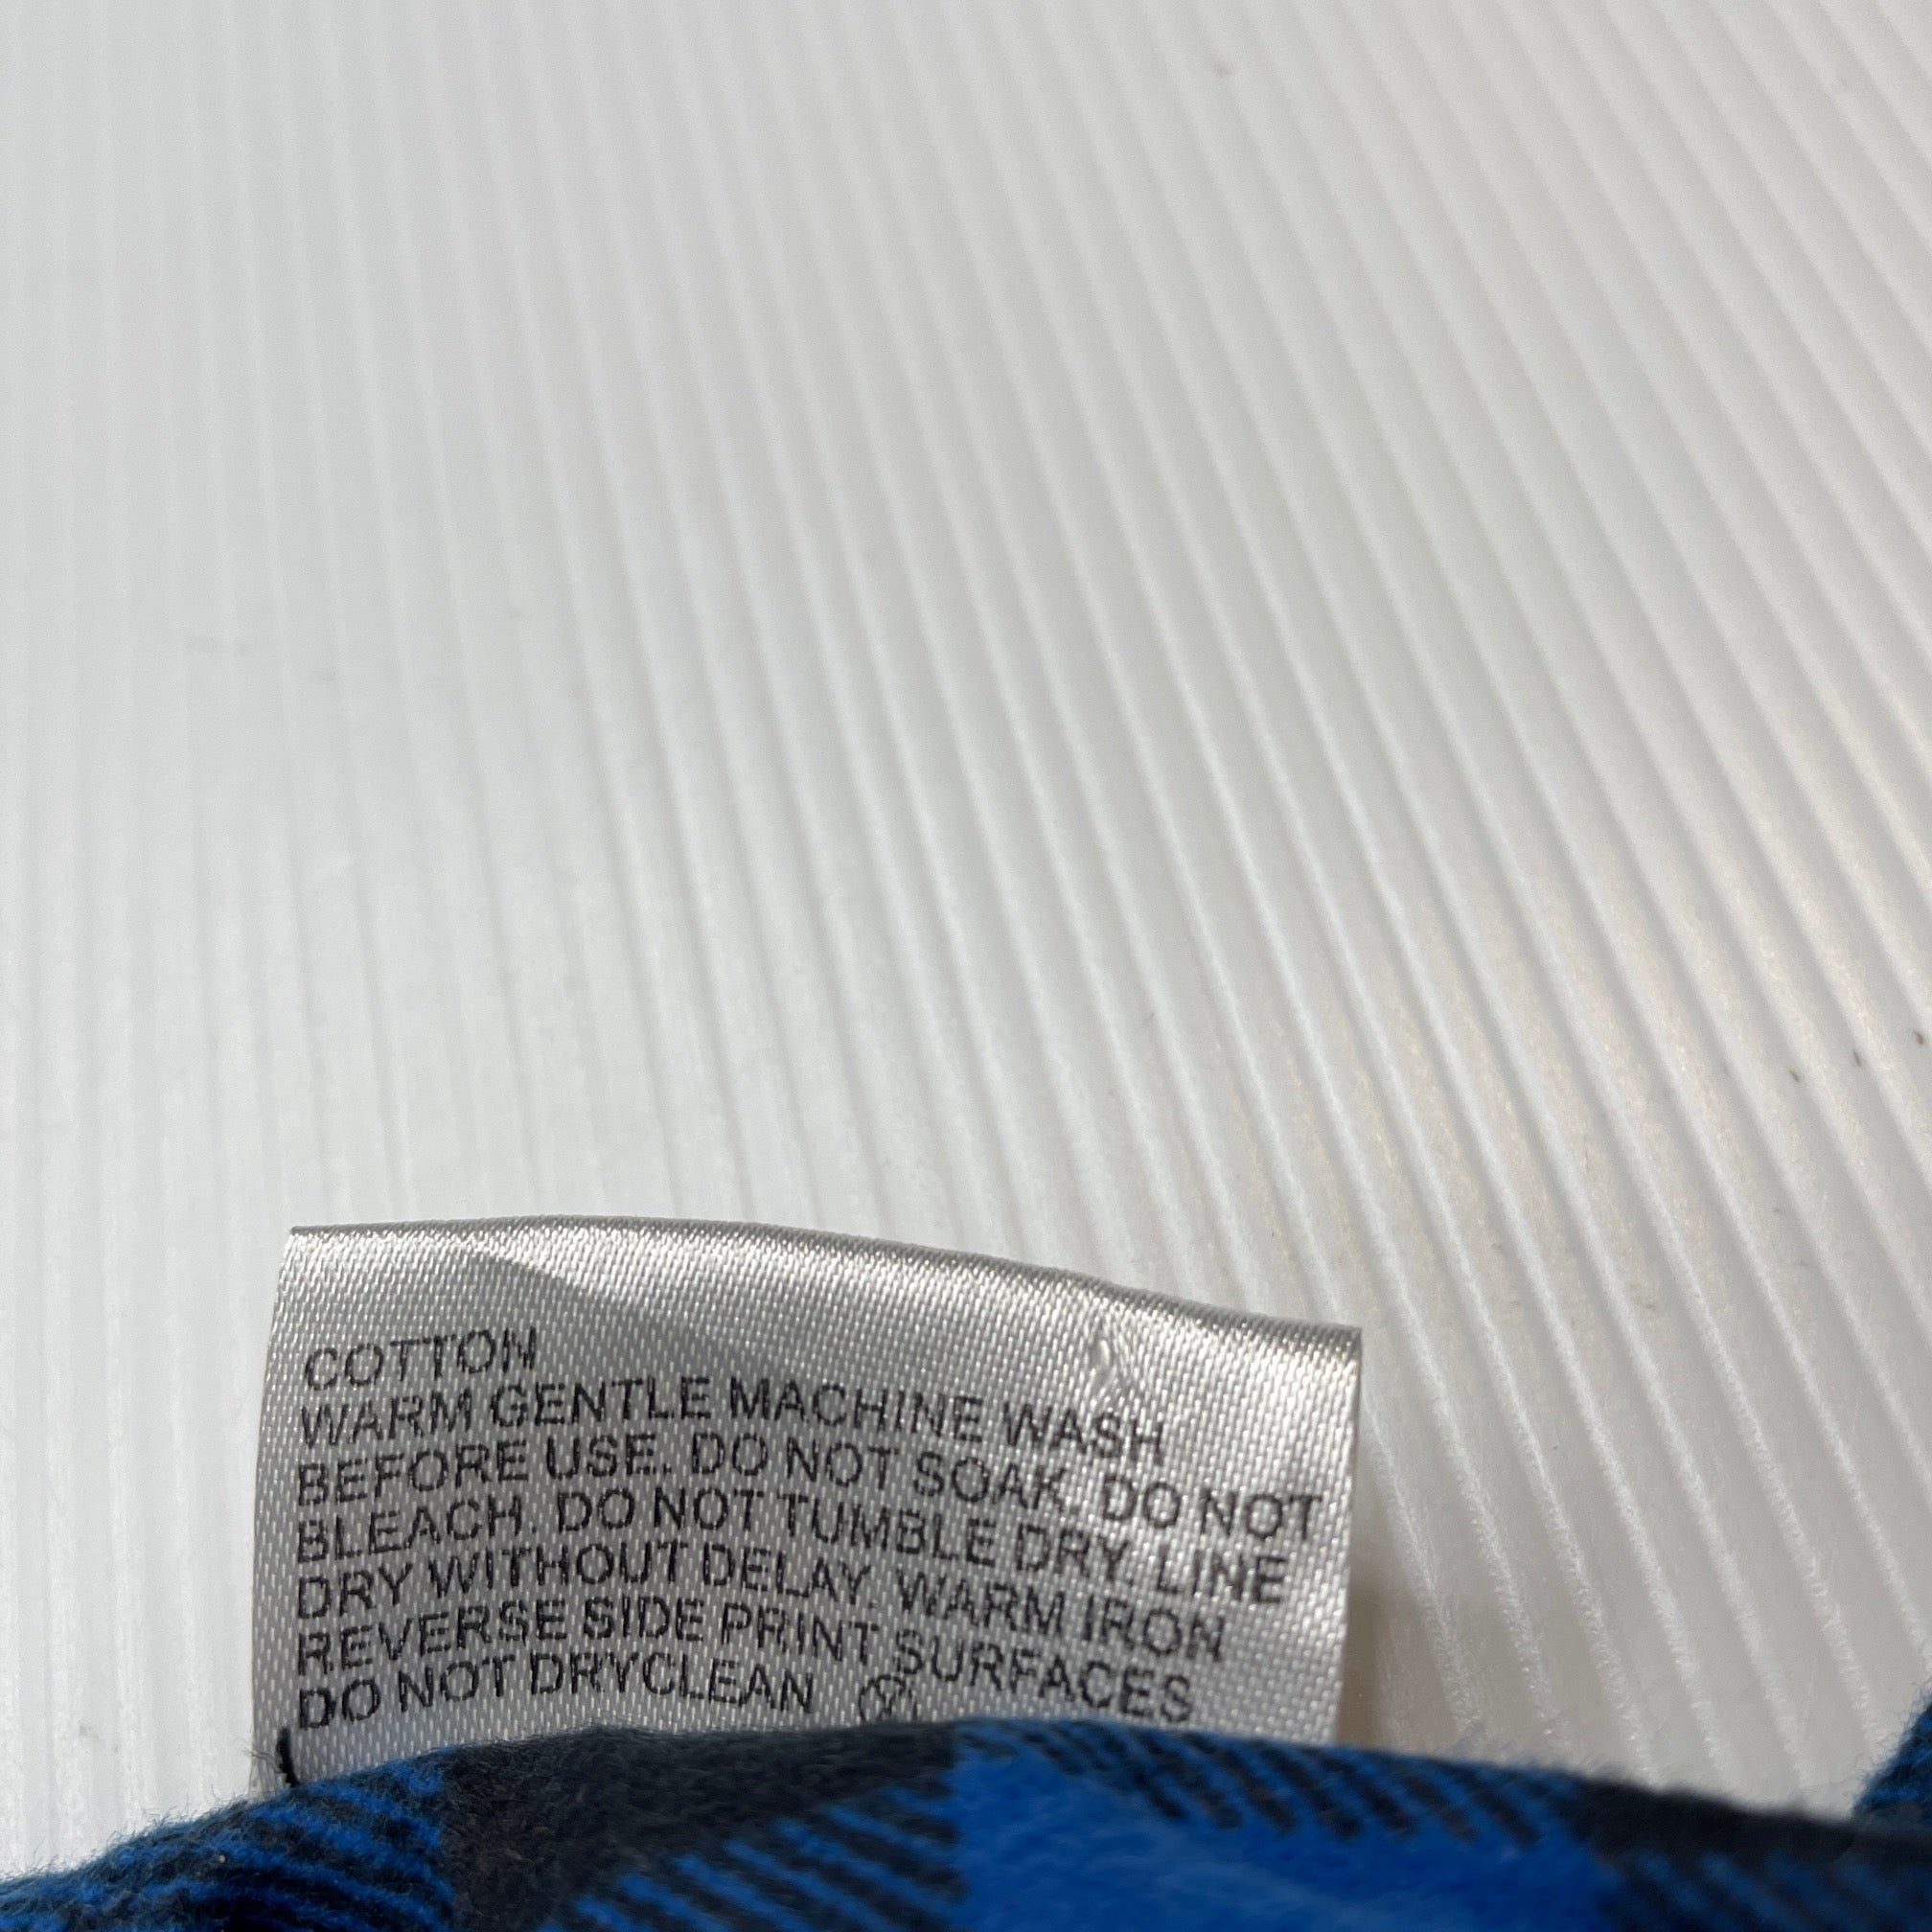 COTTON
WARM GENTLE MACHINE WASH
BEFORE USE. DO NOT SOAK. DO NOT
BLEACH. DO NOT TUMBLE DRY. LINE
DRY WITHOUT DELAY. WARM IRON
REVERSE SIDE PRINT SURFACES
DO NOT DRYCLEAN